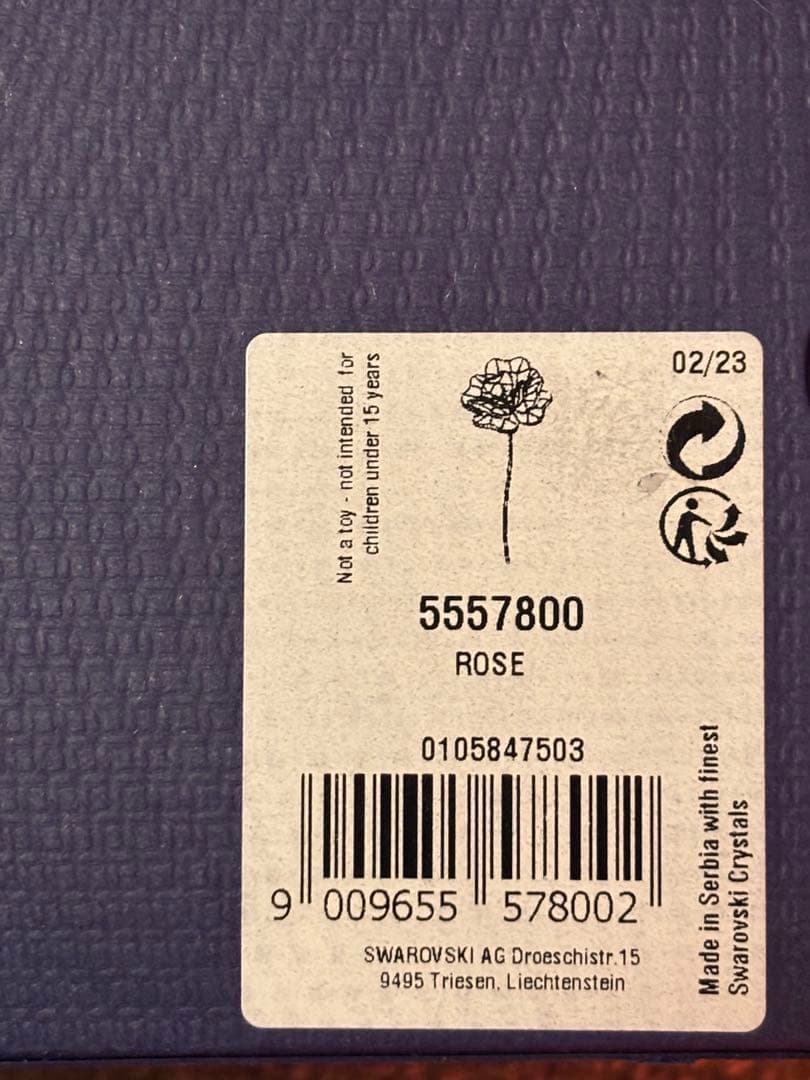 Not a toy - not intended for
children under 15 years
02/23
5557800
ROSE
0105847503
9 009655 578002
SWAROVSKI AG Droeschistr.15
9495 Triesen, Liechtenstein
Made in Serbia with finest
Swarovski Crystals